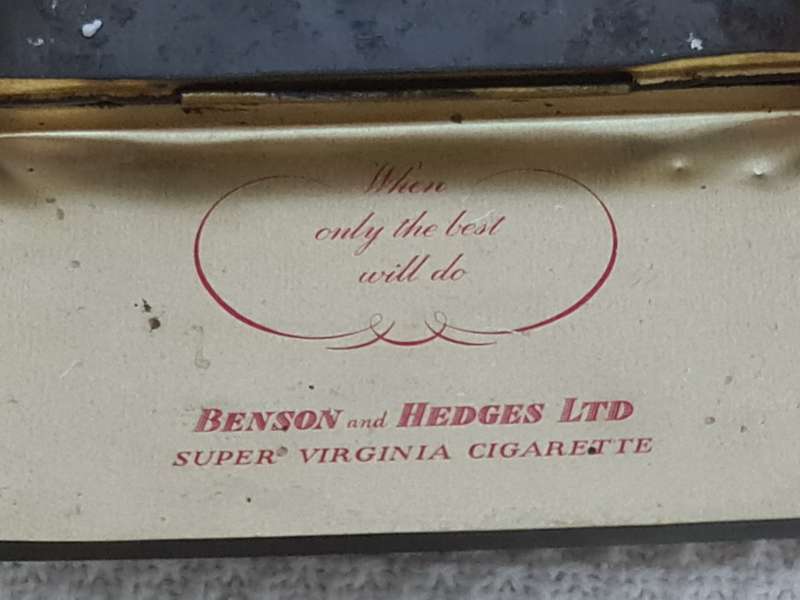 When
only the best
will do
BENSON and HEDGES LTD
SUPER VIRGINIA CIGARETTE